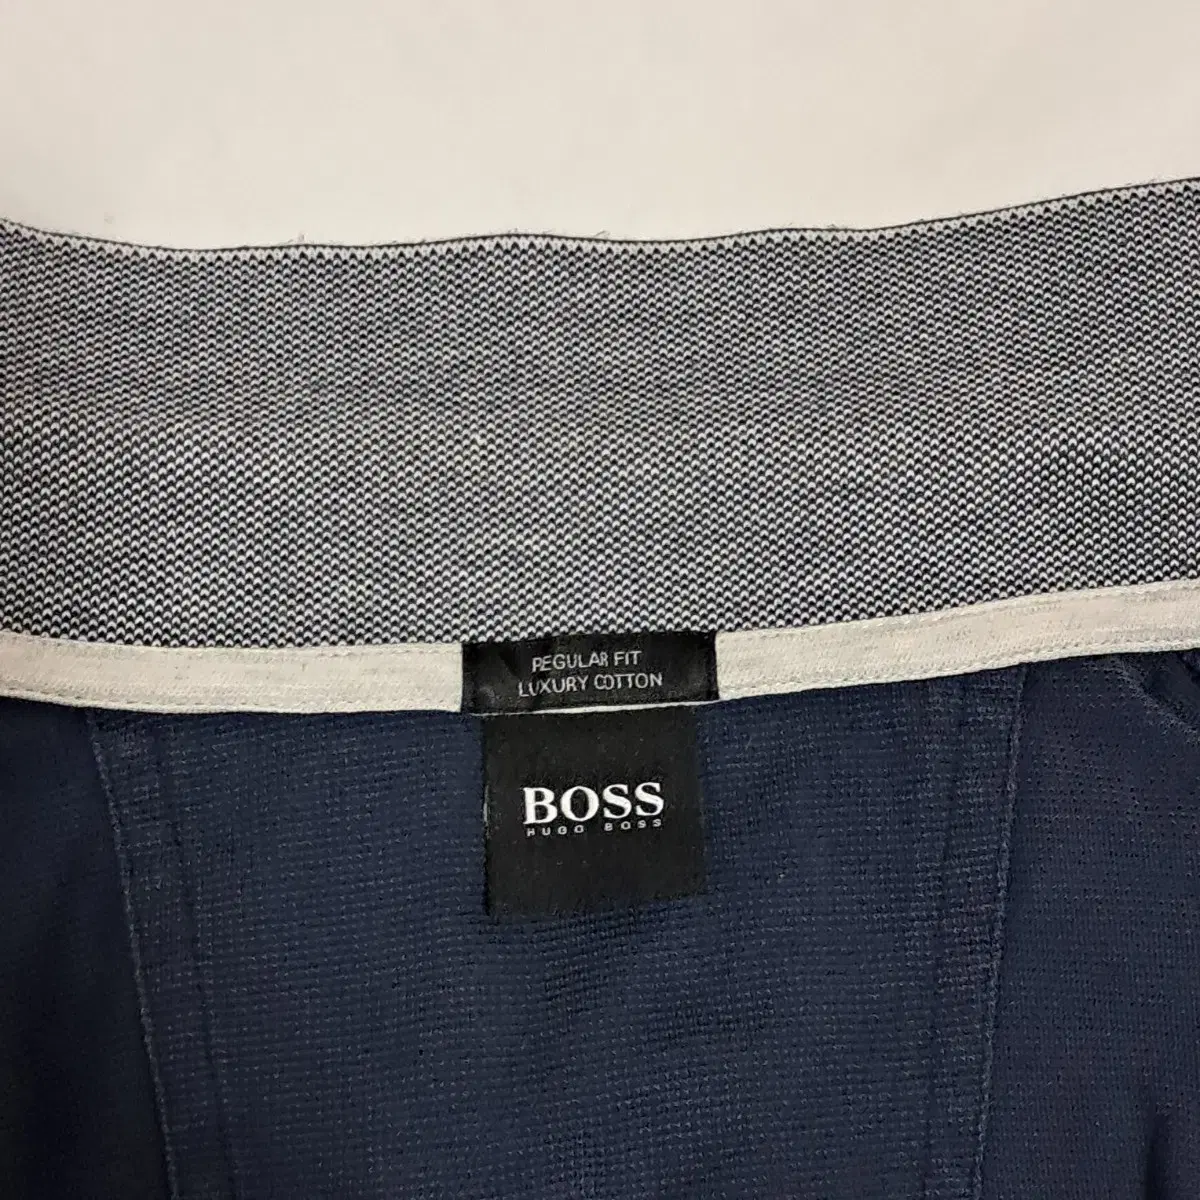 REGULAR FIT
LUXURY COTTON
BOSS
HUGO BOSS